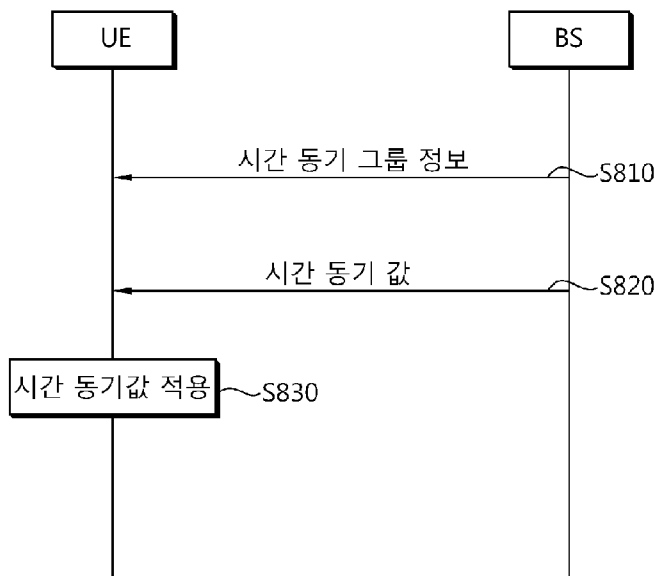 UE
BS
시간 동기 그룹 정보
S810
시간 동기 값
S820
시간 동기값 적용
S830